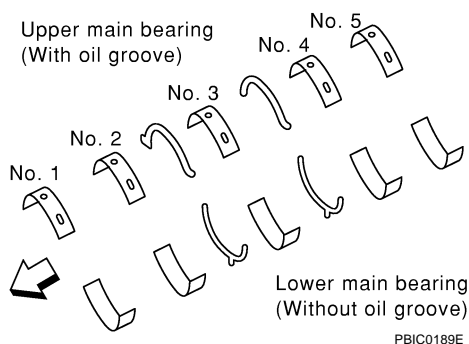 Upper main bearing
(With oil groove)
No. 5
No. 4
No. 3
No. 2
No. 1
Lower main bearing
(Without oil groove)
PBIC0189E